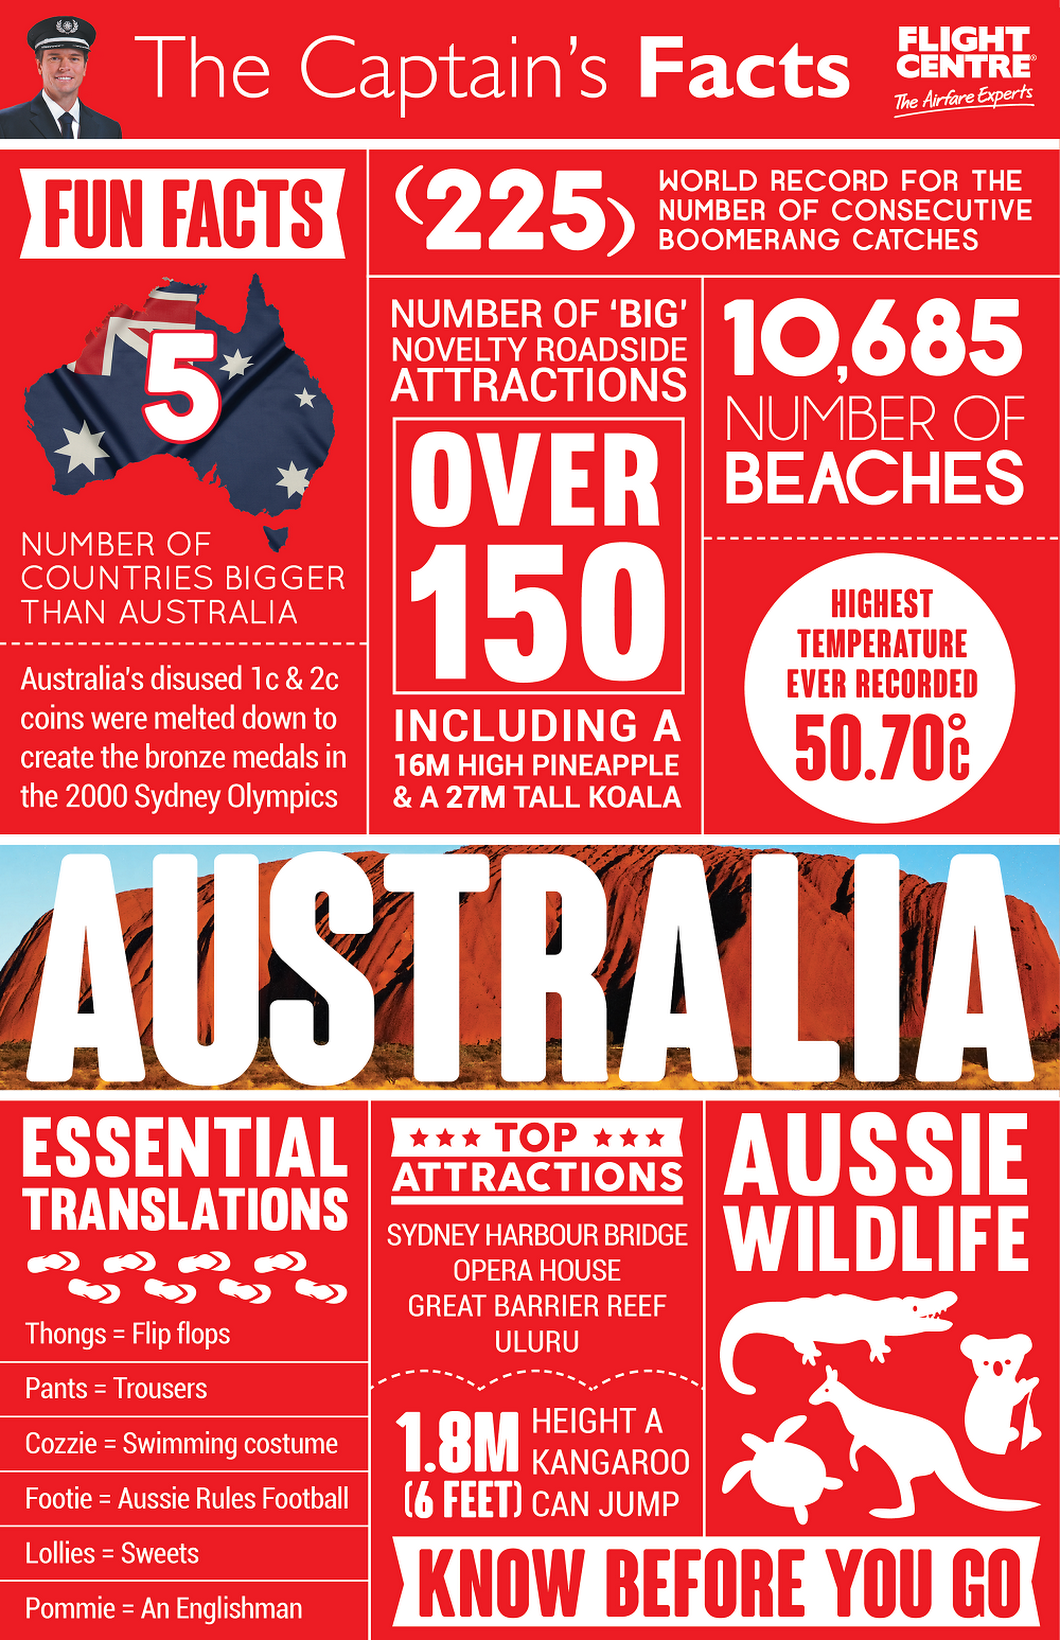 The Captain's Facts
FLIGHT
CENTRE®
The Airfare Experts
FUN FACTS
5
NUMBER OF
COUNTRIES BIGGER
THAN AUSTRALIA
Australia's disused 1c & 2c
coins were melted down to
create the bronze medals in
the 2000 Sydney Olympics
(225)
WORLD RECORD FOR THE
NUMBER OF CONSECUTIVE
BOOMERANG CATCHES
NUMBER OF 'BIG'
NOVELTY ROADSIDE
ATTRACTIONS
OVER
150
INCLUDING A
16M HIGH PINEAPPLE
& A 27M TALL KOALA
10,685
NUMBER OF
BEACHES
HIGHEST
TEMPERATURE
EVER RECORDED
50.70°C
AUSTRALIA
ESSENTIAL
TRANSLATIONS
Thongs = Flip flops
Pants = Trousers
Cozzie = Swimming costume
Footie = Aussie Rules Football
Lollies = Sweets
Pommie = An Englishman
TOP
ATTRACTIONS
SYDNEY HARBOUR BRIDGE
OPERA HOUSE
GREAT BARRIER REEF
ULURU
1.8M
(6 FEET)
HEIGHT A
KANGAROO
CAN JUMP
AUSSIE
WILDLIFE
KNOW BEFORE YOU GO